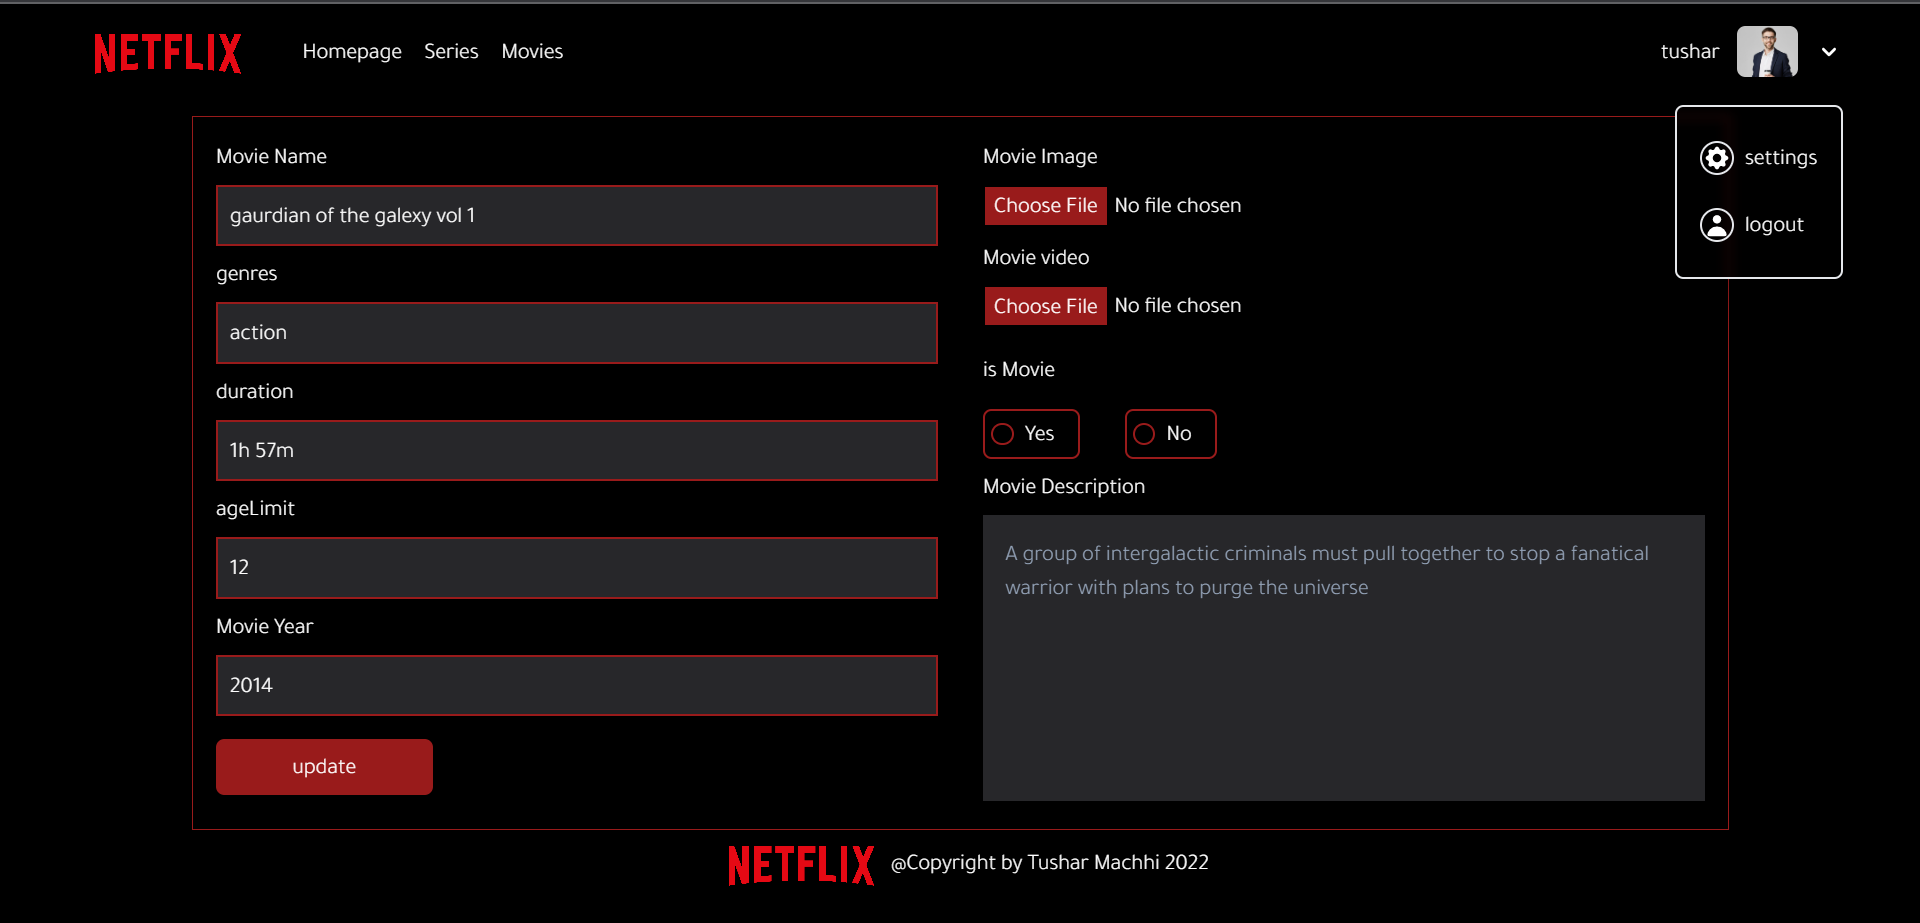 NETFLIX
Homepage Series Movies
tushar
settings
logout
Movie Name
gaurdian of the galexy vol 1
genres
action
duration
1h 57m
ageLimit
12
Movie Year
2014
update
Movie Image
Choose File No file chosen
Movie video
Choose File No file chosen
is Movie
Yes No
Movie Description
A group of intergalactic criminals must pull together to stop a fanatical
warrior with plans to purge the universe
NETFLIX @Copyright by Tushar Machhi 2022